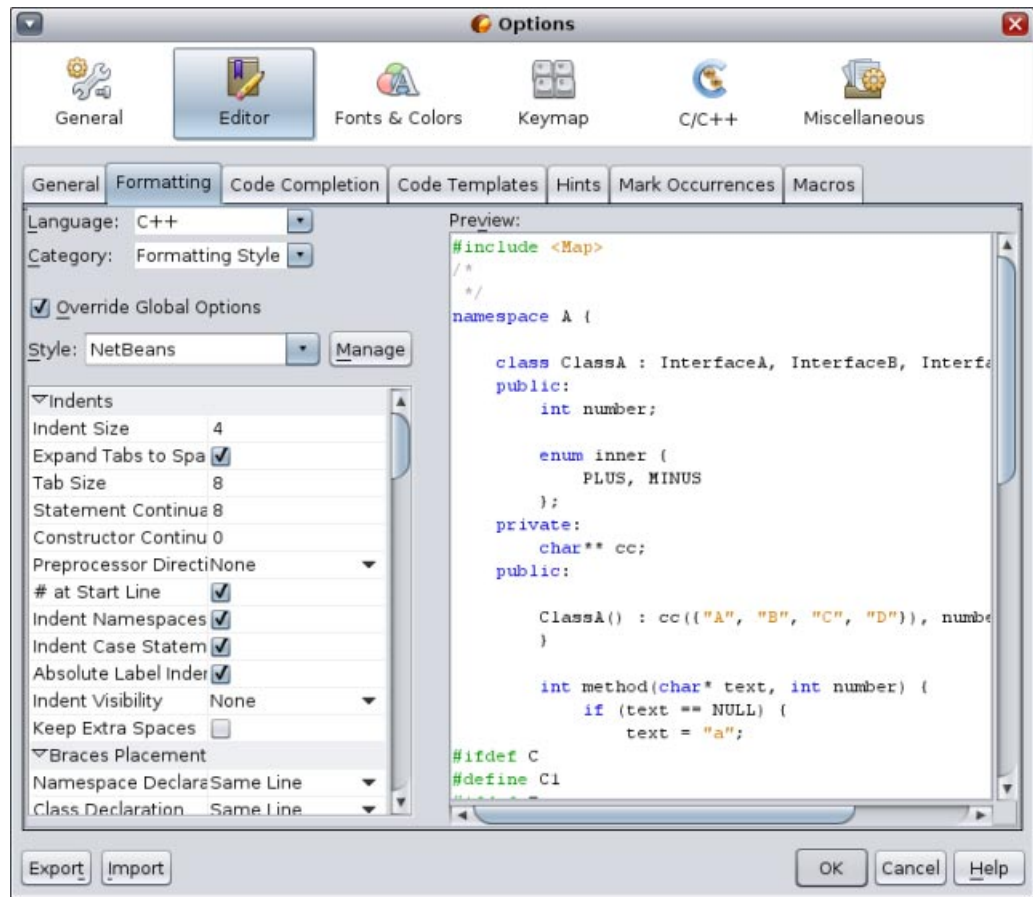 Options
General
Editor
Fonts & Colors
Keymap
C/C++
Miscellaneous
General
Formatting
Code Completion
Code Templates
Hints
Mark Occurrences
Macros
Language: C++
Category: Formatting Style
Override Global Options
Style: NetBeans
Manage
▽Indents
Indent Size 4
Expand Tabs to Spa
Tab Size 8
Statement Continua 8
Constructor Continu 0
Preprocessor Directi None
# at Start Line
Indent Namespaces
Indent Case Statem
Absolute Label Inder
Indent Visibility None
Keep Extra Spaces
▽Braces Placement
Namespace Declara Same Line
Class Declaration Same Line
Preview:
#include <Map>
/*
*/
namespace A {
class ClassA : InterfaceA, InterfaceB, Interfa
public:
int number;
enum inner {
PLUS, MINUS
};
private:
char** cc;
public:
ClassA() : cc({"A", "B", "C", "D"}), numbe
}
int method(char* text, int number) {
if (text == NULL) {
text = "a";
#ifdef C
#define C1
Export
Import
OK
Cancel
Help